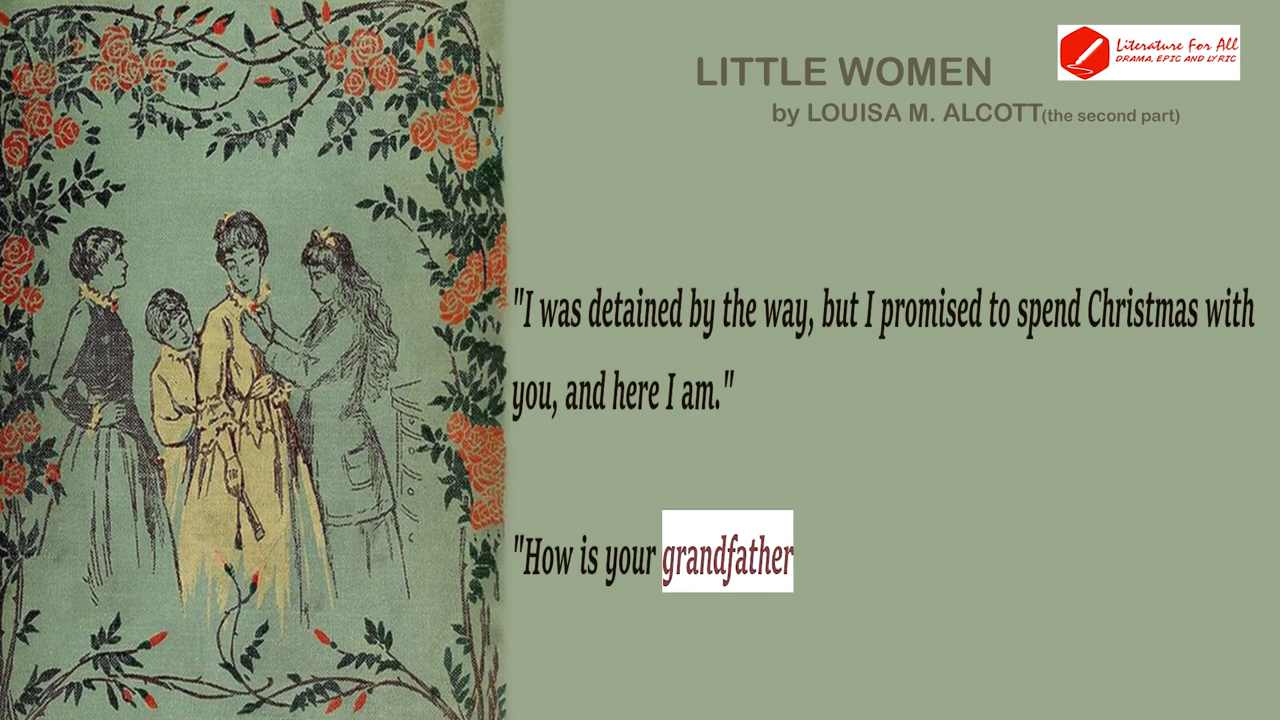 LITTLE WOMEN
by LOUISA M. ALCOTT(the second part)
Literature For All
DRAMA, EPIC AND LYRIC
"I was detained by the way, but I promised to spend Christmas with
you, and here I am."
"How is your grandfather